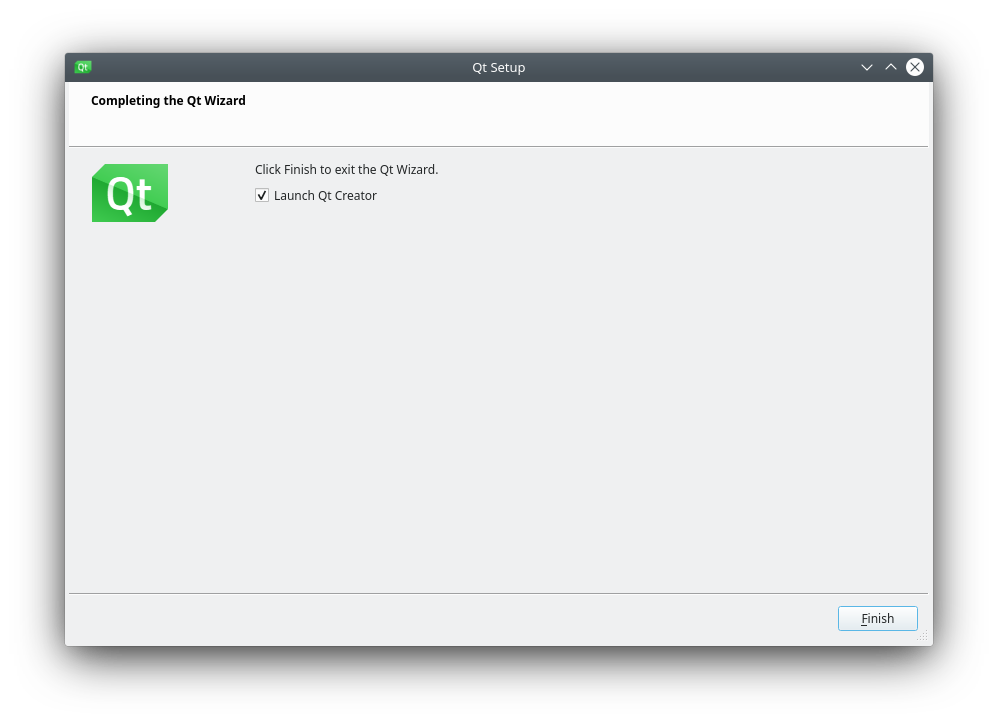 Qt
Qt Setup
Completing the Qt Wizard
Qt
Click Finish to exit the Qt Wizard.
Launch Qt Creator
Finish